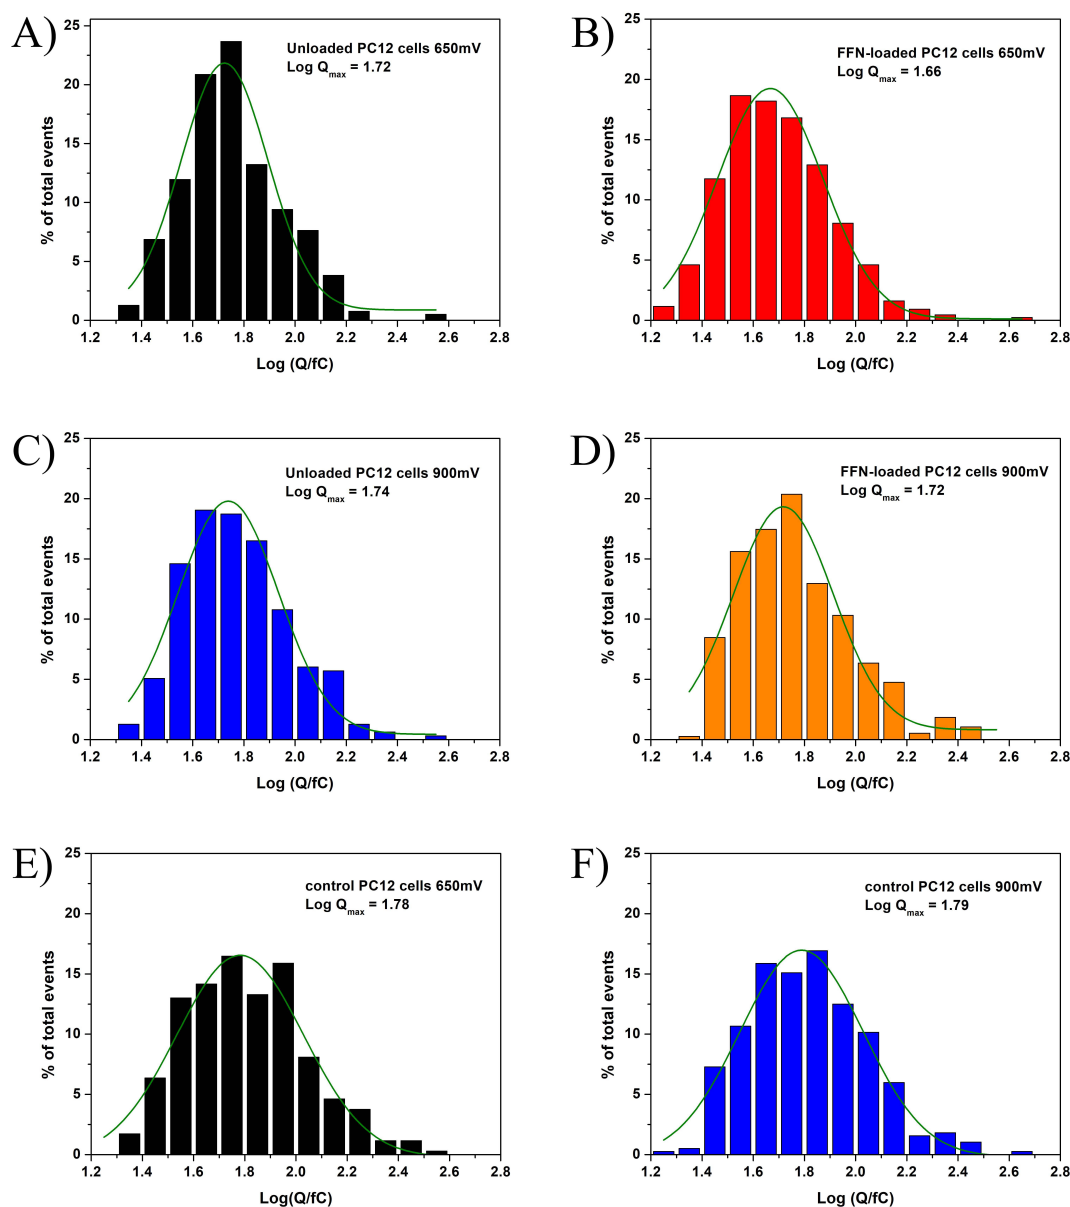 A)
Unloaded PC12 cells 650mV
Log Qmax = 1.72
% of total events
25
20
15
10
5
0
1.2 1.4 1.6 1.8 2.0 2.2 2.4 2.6 2.8
Log (Q/fC)
B)
FFN-loaded PC12 cells 650mV
Log Qmax = 1.66
% of total events
25
20
15
10
5
0
1.2 1.4 1.6 1.8 2.0 2.2 2.4 2.6 2.8
Log (Q/fC)
C)
Unloaded PC12 cells 900mV
Log Qmax = 1.74
% of total events
25
20
15
10
5
0
1.2 1.4 1.6 1.8 2.0 2.2 2.4 2.6 2.8
Log (Q/fC)
D)
FFN-loaded PC12 cells 900mV
Log Qmax = 1.72
% of total events
25
20
15
10
5
0
1.2 1.4 1.6 1.8 2.0 2.2 2.4 2.6 2.8
Log (Q/fC)
E)
control PC12 cells 650mV
Log Qmax = 1.78
% of total events
25
20
15
10
5
0
1.2 1.4 1.6 1.8 2.0 2.2 2.4 2.6 2.8
Log(Q/fC)
F)
control PC12 cells 900mV
Log Qmax = 1.79
% of total events
25
20
15
10
5
0
1.2 1.4 1.6 1.8 2.0 2.2 2.4 2.6 2.8
Log (Q/fC)